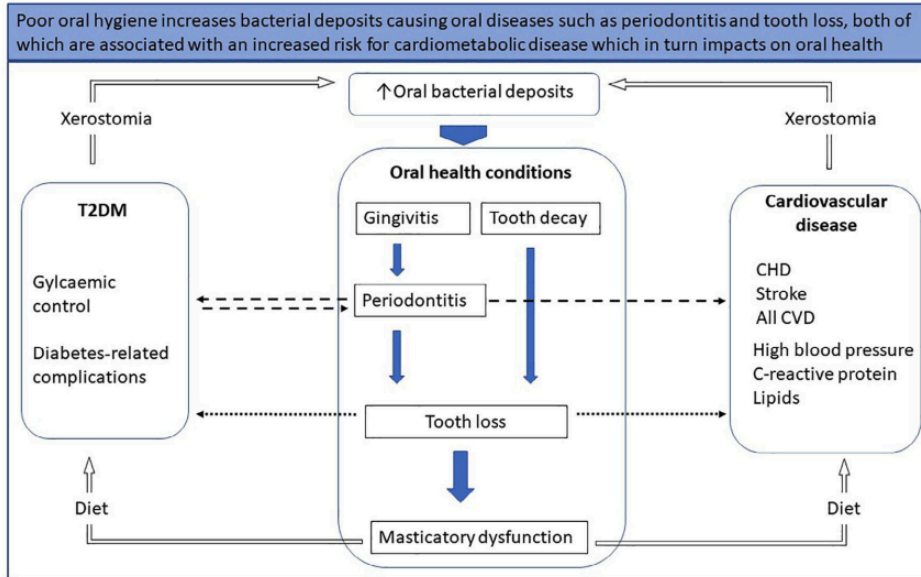 Poor oral hygiene increases bacterial deposits causing oral diseases such as periodontitis and tooth loss, both of
which are associated with an increased risk for cardiometabolic disease which in turn impacts on oral health
↑Oral bacterial deposits
Xerostomia
Xerostomia
Oral health conditions
T2DM
Gylcaemic
control
Diabetes-related
complications
Gingivitis
Tooth decay
Periodontitis
Tooth loss
Masticatory dysfunction
Cardiovascular
disease
CHD
Stroke
All CVD
High blood pressure
C-reactive protein
Lipids
Diet
Diet